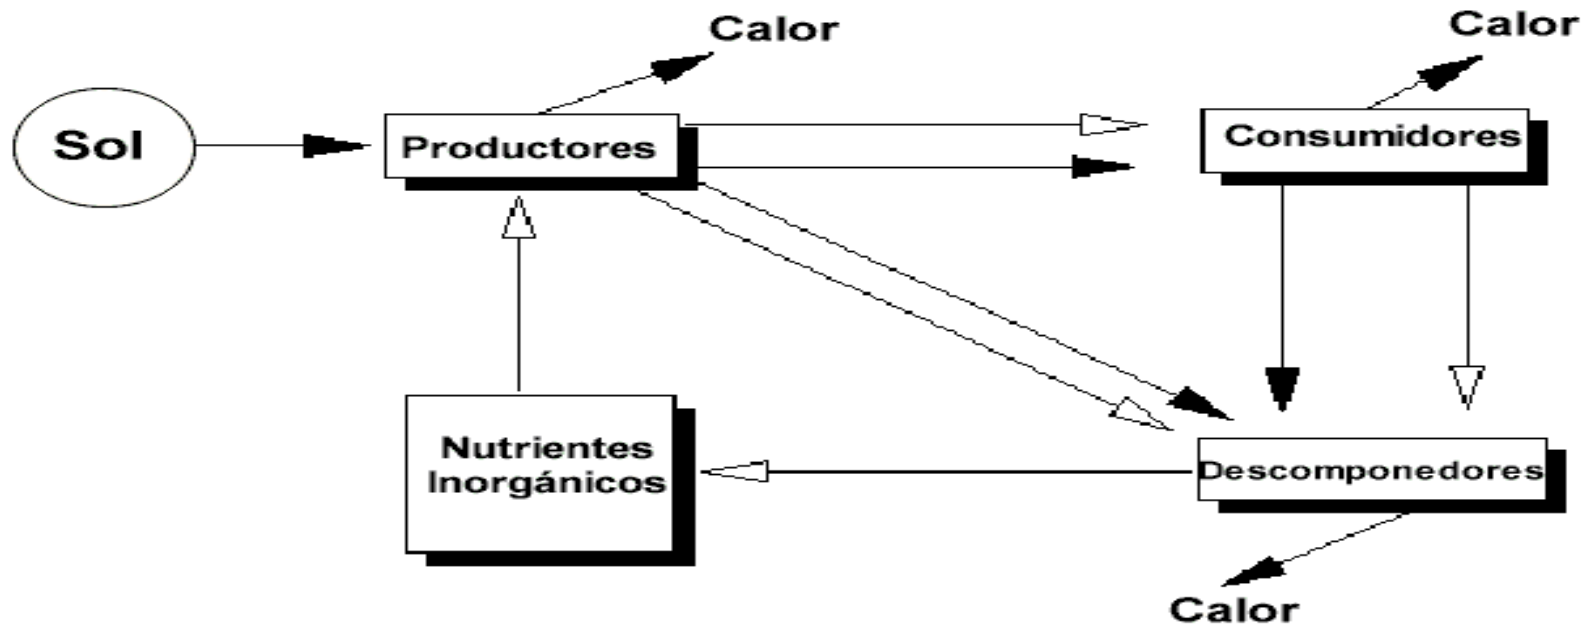 Calor
Calor
Sol
Productores
Consumidores
Nutrientes
Inorgánicos
Descomponedores
Calor